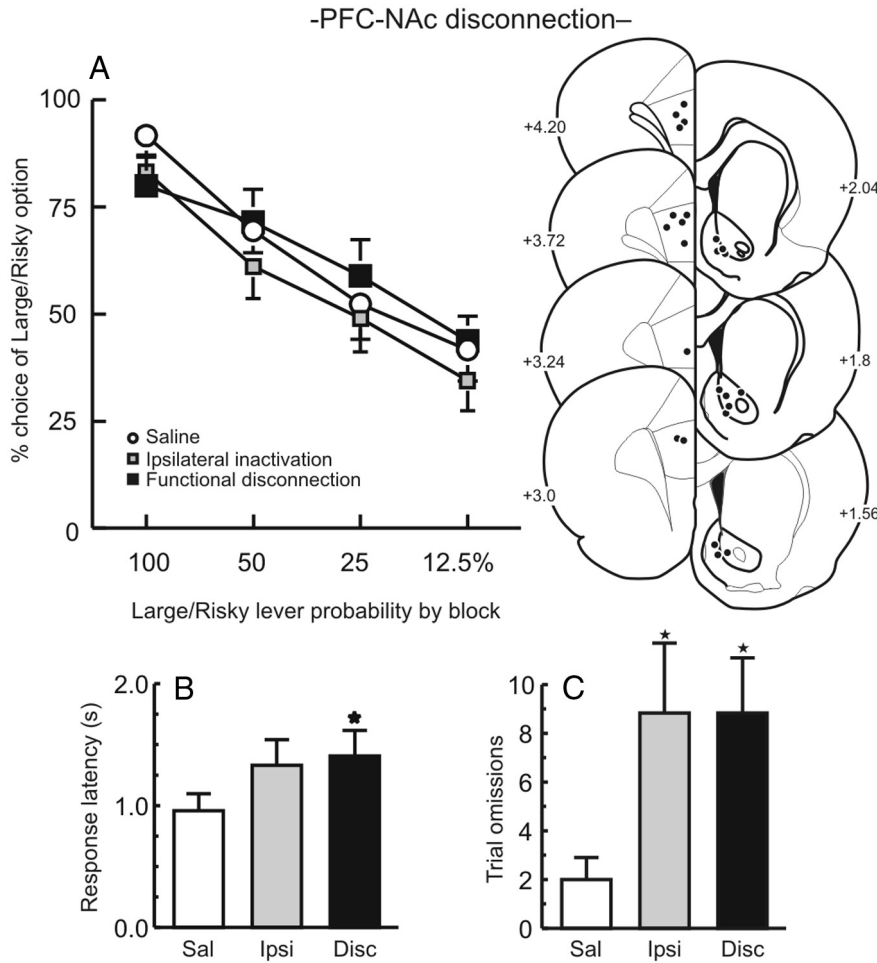 -PFC-NAc disconnection–
A
100
75
50
25
0
% choice of Large/Risky option
Saline
Ipsilateral inactivation
Functional disconnection
100 50 25 12.5%
Large/Risky lever probability by block
+4.20
+3.72
+3.24
+3.0
+2.04
+1.8
+1.56
B
2.0
1.0
0.0
Response latency (s)
*
Sal Ipsi Disc
C
10
8
6
4
2
0
Trial omissions
★ ★
Sal Ipsi Disc